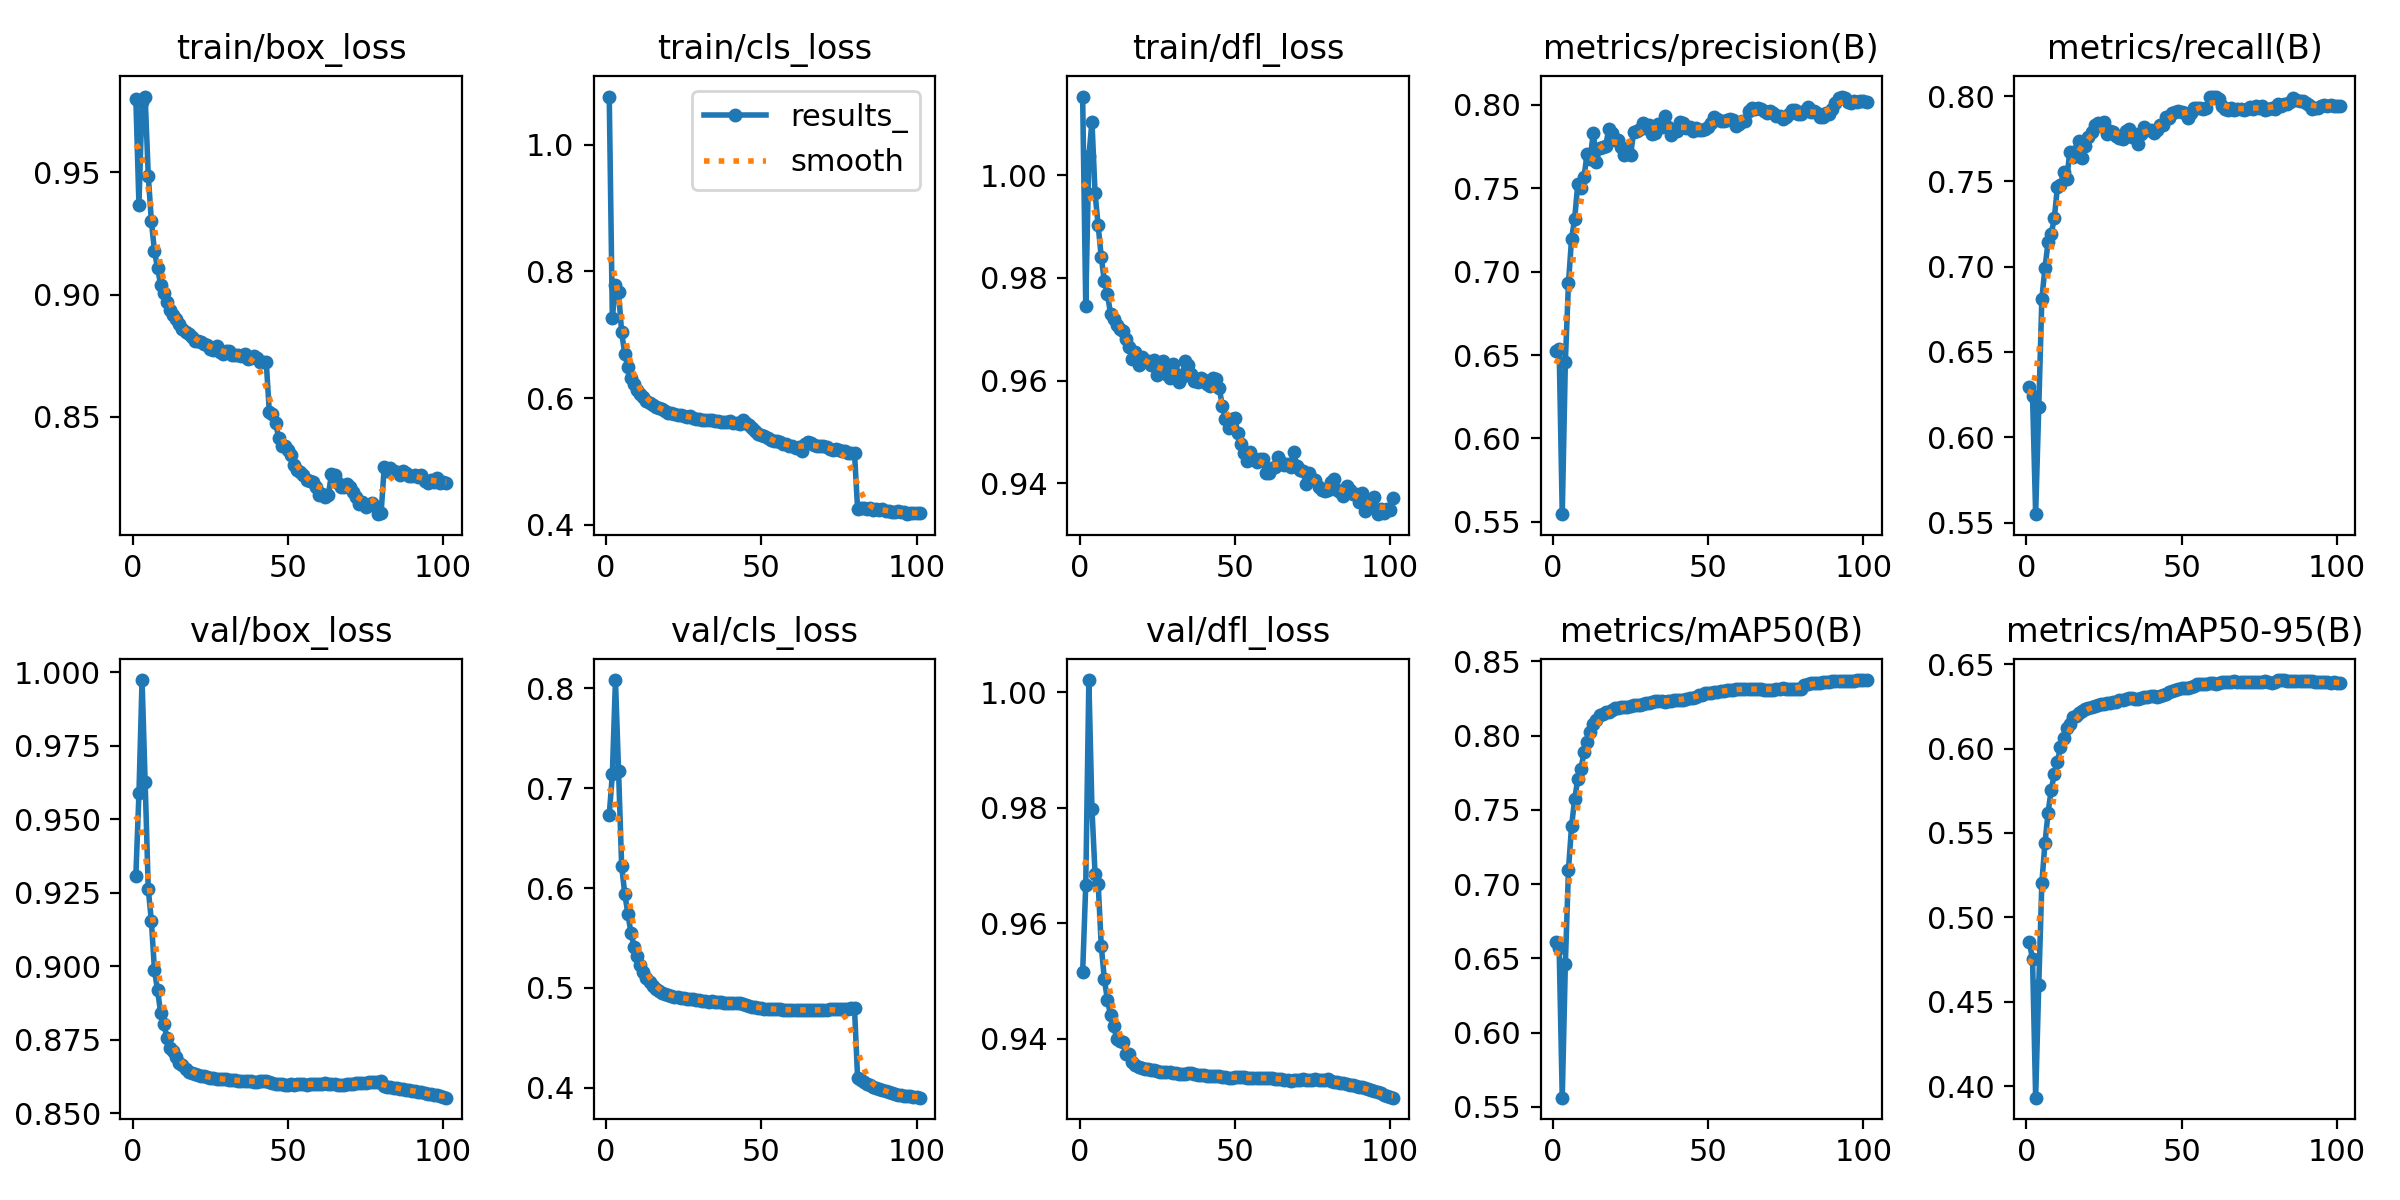 train/box_loss
0.95
0.90
0.85
0 50 100
train/cls_loss
results_
smooth
1.0
0.8
0.6
0.4
0 50 100
train/dfl_loss
1.00
0.98
0.96
0.94
0 50 100
metrics/precision(B)
0.80
0.75
0.70
0.65
0.60
0.55
0 50 100
metrics/recall(B)
0.80
0.75
0.70
0.65
0.60
0.55
0 50 100
val/box_loss
1.000
0.975
0.950
0.925
0.900
0.875
0.850
0 50 100
val/cls_loss
0.8
0.7
0.6
0.5
0.4
0 50 100
val/dfl_loss
1.00
0.98
0.96
0.94
0 50 100
metrics/mAP50(B)
0.85
0.80
0.75
0.70
0.65
0.60
0.55
0 50 100
metrics/mAP50-95(B)
0.65
0.60
0.55
0.50
0.45
0.40
0 50 100